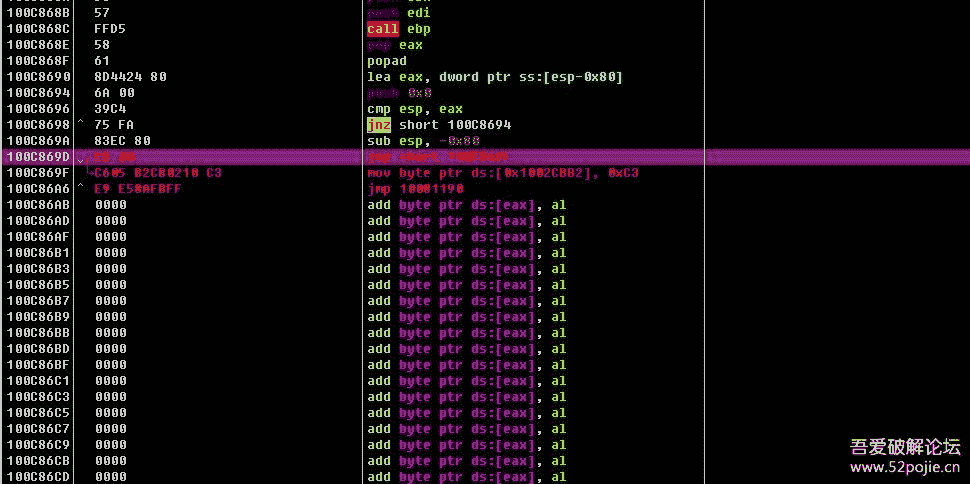 100C868B 57 edi
100C868C FFD5 call ebp
100C868E 58 pop eax
100C868F 61 popad
100C8690 8D4424 80 lea eax, dword ptr ss:[esp-0x80]
100C8694 6A 00 push 0x0
100C8696 39C4 cmp esp, eax
100C8698 ^ 75 FA jnz short 100C8694
100C869A 83EC 80 sub esp, -0x80
100C869D
100C869F C605 B2CB0210 C3 mov byte ptr ds:[0x1002CBB2], 0xC3
100C86A6 ^ E9 jmp
100C86AB 0000 add byte ptr ds:[eax], al
100C86AD 0000 add byte ptr ds:[eax], al
100C86AF 0000 add byte ptr ds:[eax], al
100C86B1 0000 add byte ptr ds:[eax], al
100C86B3 0000 add byte ptr ds:[eax], al
100C86B5 0000 add byte ptr ds:[eax], al
100C86B7 0000 add byte ptr ds:[eax], al
100C86B9 0000 add byte ptr ds:[eax], al
100C86BB 0000 add byte ptr ds:[eax], al
100C86BD 0000 add byte ptr ds:[eax], al
100C86BF 0000 add byte ptr ds:[eax], al
100C86C1 0000 add byte ptr ds:[eax], al
100C86C3 0000 add byte ptr ds:[eax], al
100C86C5 0000 add byte ptr ds:[eax], al
100C86C7 0000 add byte ptr ds:[eax], al
100C86C9 0000 add byte ptr ds:[eax], al
100C86CB 0000 add byte ptr ds:[eax], al
100C86CD 0000 add byte ptr ds:[eax], al
吾爱破解论坛
www.52pojie.cn